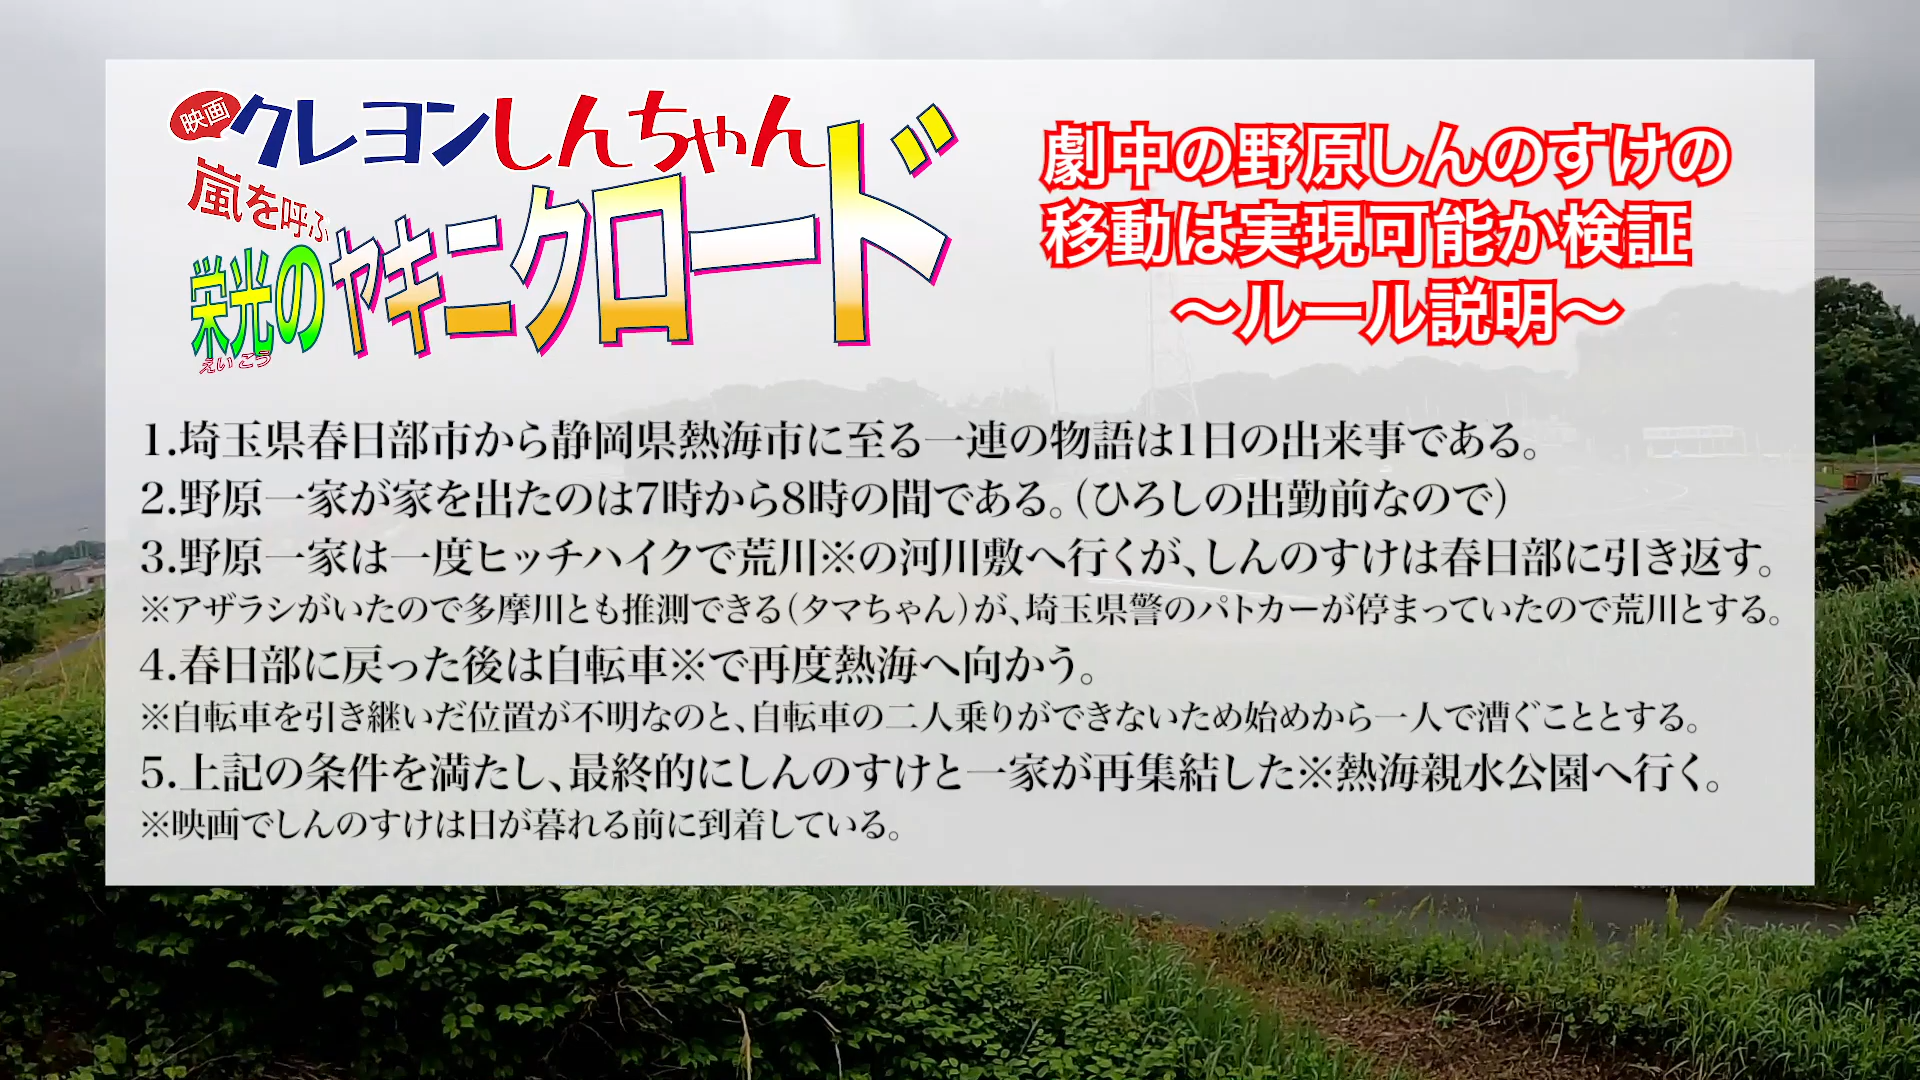 映画
クレヨンしんちゃん
嵐を呼ぶ
栄光のヤキニクロード
えいこう
劇中の野原しんのすけの
移動は実現可能か検証
～ルール説明～
1.埼玉県春日部市から静岡県熱海市に至る一連の物語は1日の出来事である。
2.野原一家が家を出たのは7時から8時の間である。(ひろしの出勤前なので)
3.野原一家は一度ヒッチハイクで荒川※の河川敷へ行くが、しんのすけは春日部に引き返す。
※アザラシがいたので多摩川とも推測できる(タマちゃん)が、埼玉県警のパトカーが停まっていたので荒川とする。
4.春日部に戻った後は自転車※で再度熱海へ向かう。
※自転車を引き継いだ位置が不明なのと、自転車の二人乗りができないため始めから一人で漕ぐこととする。
5.上記の条件を満たし、最終的にしんのすけと一家が再集結した※熱海親水公園へ行く。
※映画でしんのすけは日が暮れる前に到着している。